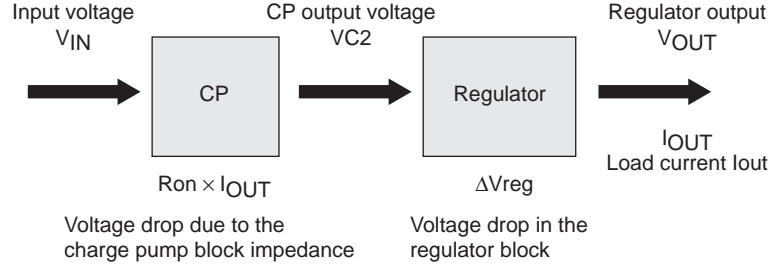 Input voltage
VIN
CP output voltage
VC2
Regulator output
VOUT
CP
Regulator
IOUT
Load current Iout
Ron × IOUT
ΔVreg
Voltage drop due to the
charge pump block impedance
Voltage drop in the
regulator block